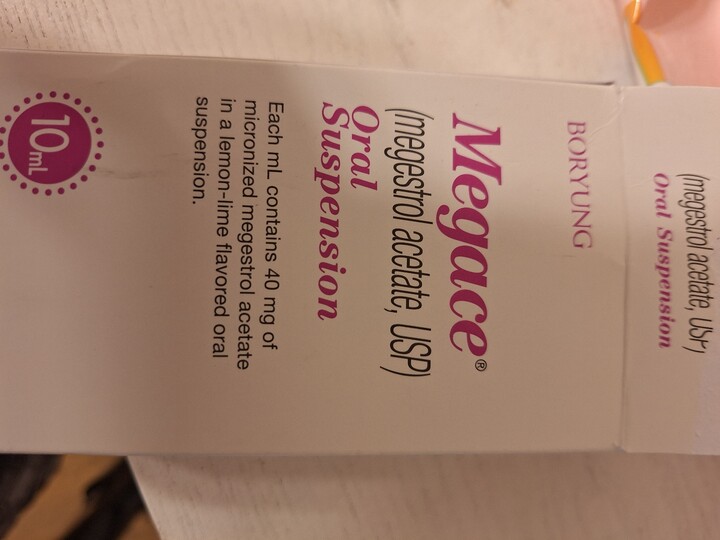 (megestrol acetate, USP)
Oral Suspension
BORYUNG
Megace®
(megestrol acetate, USP)
Oral
Suspension
Each mL contains 40 mg of
micronized megestrol acetate
in a lemon-lime flavored oral
suspension.
10mL